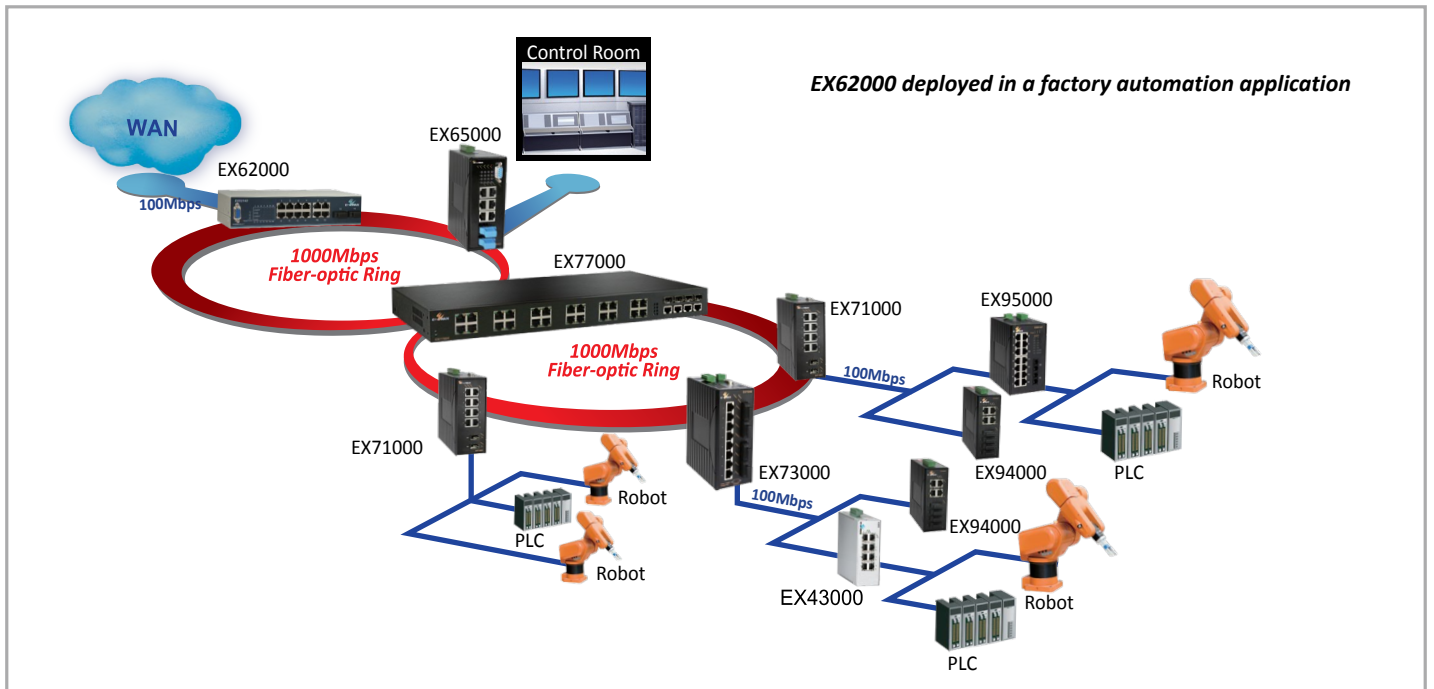 Control Room
EX62000 deployed in a factory automation application
WAN
EX65000
EX62000
100Mbps
1000Mbps
Fiber-optic Ring
EX77000
EX71000
EX95000
1000Mbps
Fiber-optic Ring
100Mbps
Robot
EX71000
EX94000
PLC
EX73000
100Mbps
Robot
EX94000
PLC
Robot
EX43000
Robot
PLC